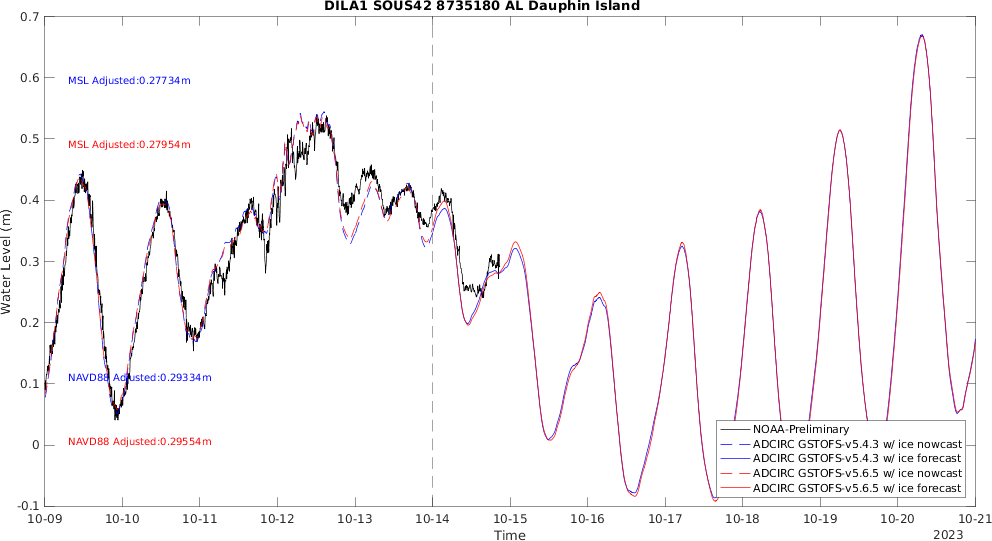 DILA1 SOUS42 8735180 AL Dauphin Island
0.7
0.6
0.5
0.4
0.3
0.2
0.1
0
-0.1
Water Level (m)
MSL Adjusted:0.27734m
MSL Adjusted:0.27954m
NAVD88 Adjusted:0.29334m
NAVD88 Adjusted:0.29554m
NOAA-Preliminary
ADCIRC GSTOFS-v5.4.3 w/ ice nowcast
ADCIRC GSTOFS-v5.4.3 w/ ice forecast
ADCIRC GSTOFS-v5.6.5 w/ ice nowcast
ADCIRC GSTOFS-v5.6.5 w/ ice forecast
10-09 10-10 10-11 10-12 10-13 10-14 10-15 10-16 10-17 10-18 10-19 10-20 10-21
Time
2023